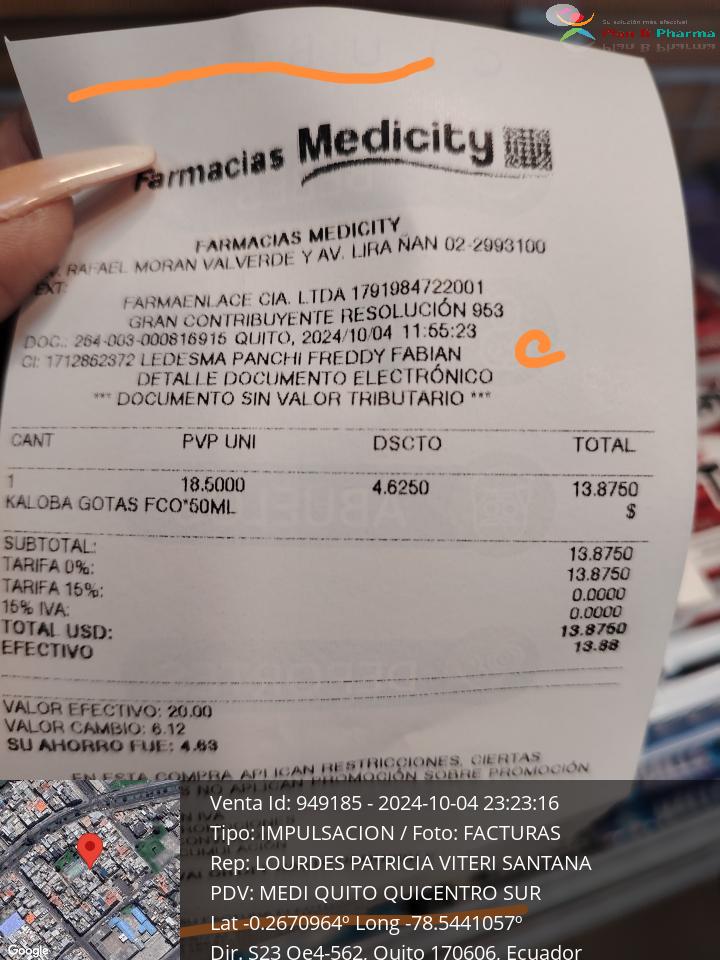 Su solución más efectiva!
Plan B Pharma
Farmacias Medicity
FARMACIAS MEDICITY
RAFAEL MORAN VALVERDE Y AV. LIRA ÑAN 02-2993100
EXT:
FARMAENLACE CIA. LTDA 1791984722001
GRAN CONTRIBUYENTE RESOLUCIÓN 953
DOC.: 264-003-000816915 QUITO, 2024/10/04 11:55:23
CI: 1712862372 LEDESMA PANCHI FREDDY FABIAN
DETALLE DOCUMENTO ELECTRÓNICO
*** DOCUMENTO SIN VALOR TRIBUTARIO ***
CANT PVP UNI DSCTO TOTAL
1 18.5000 4.6250 13.8750
KALOBA GOTAS FCO*50ML $
SUBTOTAL: 13.8750
TARIFA 0%: 13.8750
TARIFA 15%: 0.0000
15% IVA: 0.0000
TOTAL USD: 13.8750
EFECTIVO 13.88
VALOR EFECTIVO: 20.00
VALOR CAMBIO: 6.12
SU AHORRO FUE: 4.63
EN ESTA COMPRA APLICAN RESTRICCIONES, CIERTAS
NO APLICAN PROMOCIÓN SOBRE PROMOCIÓN
Venta Id: 949185 - 2024-10-04 23:23:16
Tipo: IMPULSACION / Foto: FACTURAS
Rep: LOURDES PATRICIA VITERI SANTANA
PDV: MEDI QUITO QUICENTRO SUR
Lat -0.2670964º Long -78.5441057º
Dir. S23 Oe4-562, Quito 170606, Ecuador
Google